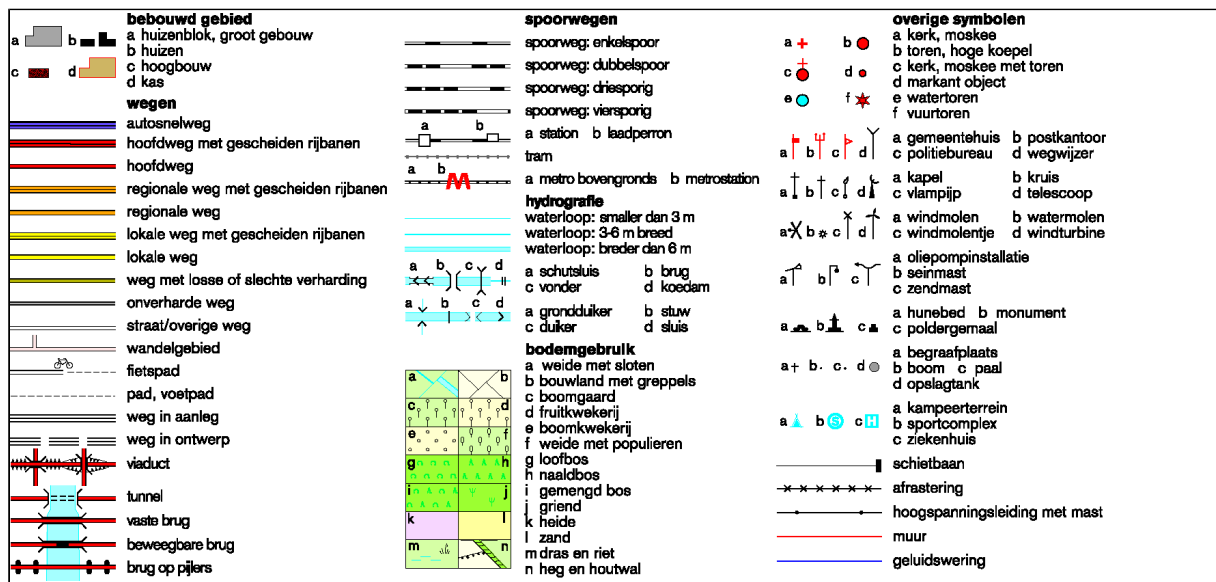 bebouwd gebied
a b
a huizenblok, groot gebouw
b huizen
c d
c hoogbouw
d kas
wegen
autosnelweg
hoofdweg met gescheiden rijbanen
hoofdweg
regionale weg met gescheiden rijbanen
regionale weg
lokale weg met gescheiden rijbanen
lokale weg
weg met losse of slechte verharding
onverharde weg
straat/overige weg
wandelgebied
fietspad
pad, voetpad
weg in aanleg
weg in ontwerp
viaduct
tunnel
vaste brug
beweegbare brug
brug op pijlers
spoorwegen
spoorweg: enkelspoor
spoorweg: dubbelspoor
spoorweg: driesporig
spoorweg: viersporig
a b
a station b laadperron
tram
a b
M
a metro bovengronds b metrostation
hydrografie
waterloop: smaller dan 3 m
waterloop: 3-6 m breed
waterloop: breder dan 6 m
a b c d
a schutsluis b brug
c vonder d koedam
a b c d
a grondduiker b stuw
c duiker d sluis
bodemgebruik
a b
c d
e f
g h
i j
k l
m n
a weide met sloten
b bouwland met greppels
c boomgaard
d fruitkwekerij
e boomkwekerij
f weide met populieren
g loofbos
h naaldbos
i gemengd bos
j griend
k heide
l zand
m dras en riet
n heg en houtwal
overige symbolen
a b
a kerk, moskee
b toren, hoge koepel
c d
c kerk, moskee met toren
d markant object
e f
e watertoren
f vuurtoren
a b c d
a gemeentehuis b postkantoor
c politiebureau d wegwijzer
a b c d
a kapel b kruis
c vlampijp d telescoop
a b c d
a windmolen b watermolen
c windmolentje d windturbine
a b c
a oliepompinstallatie
b seinmast
c zendmast
a b c
a hunebed b monument
c poldergemaal
a b c d
a begraafplaats
b boom c paal
d opslagtank
a b S c H
a kampeerterrein
b sportcomplex
c ziekenhuis
schietbaan
afrastering
hoogspanningsleiding met mast
muur
geluidswering